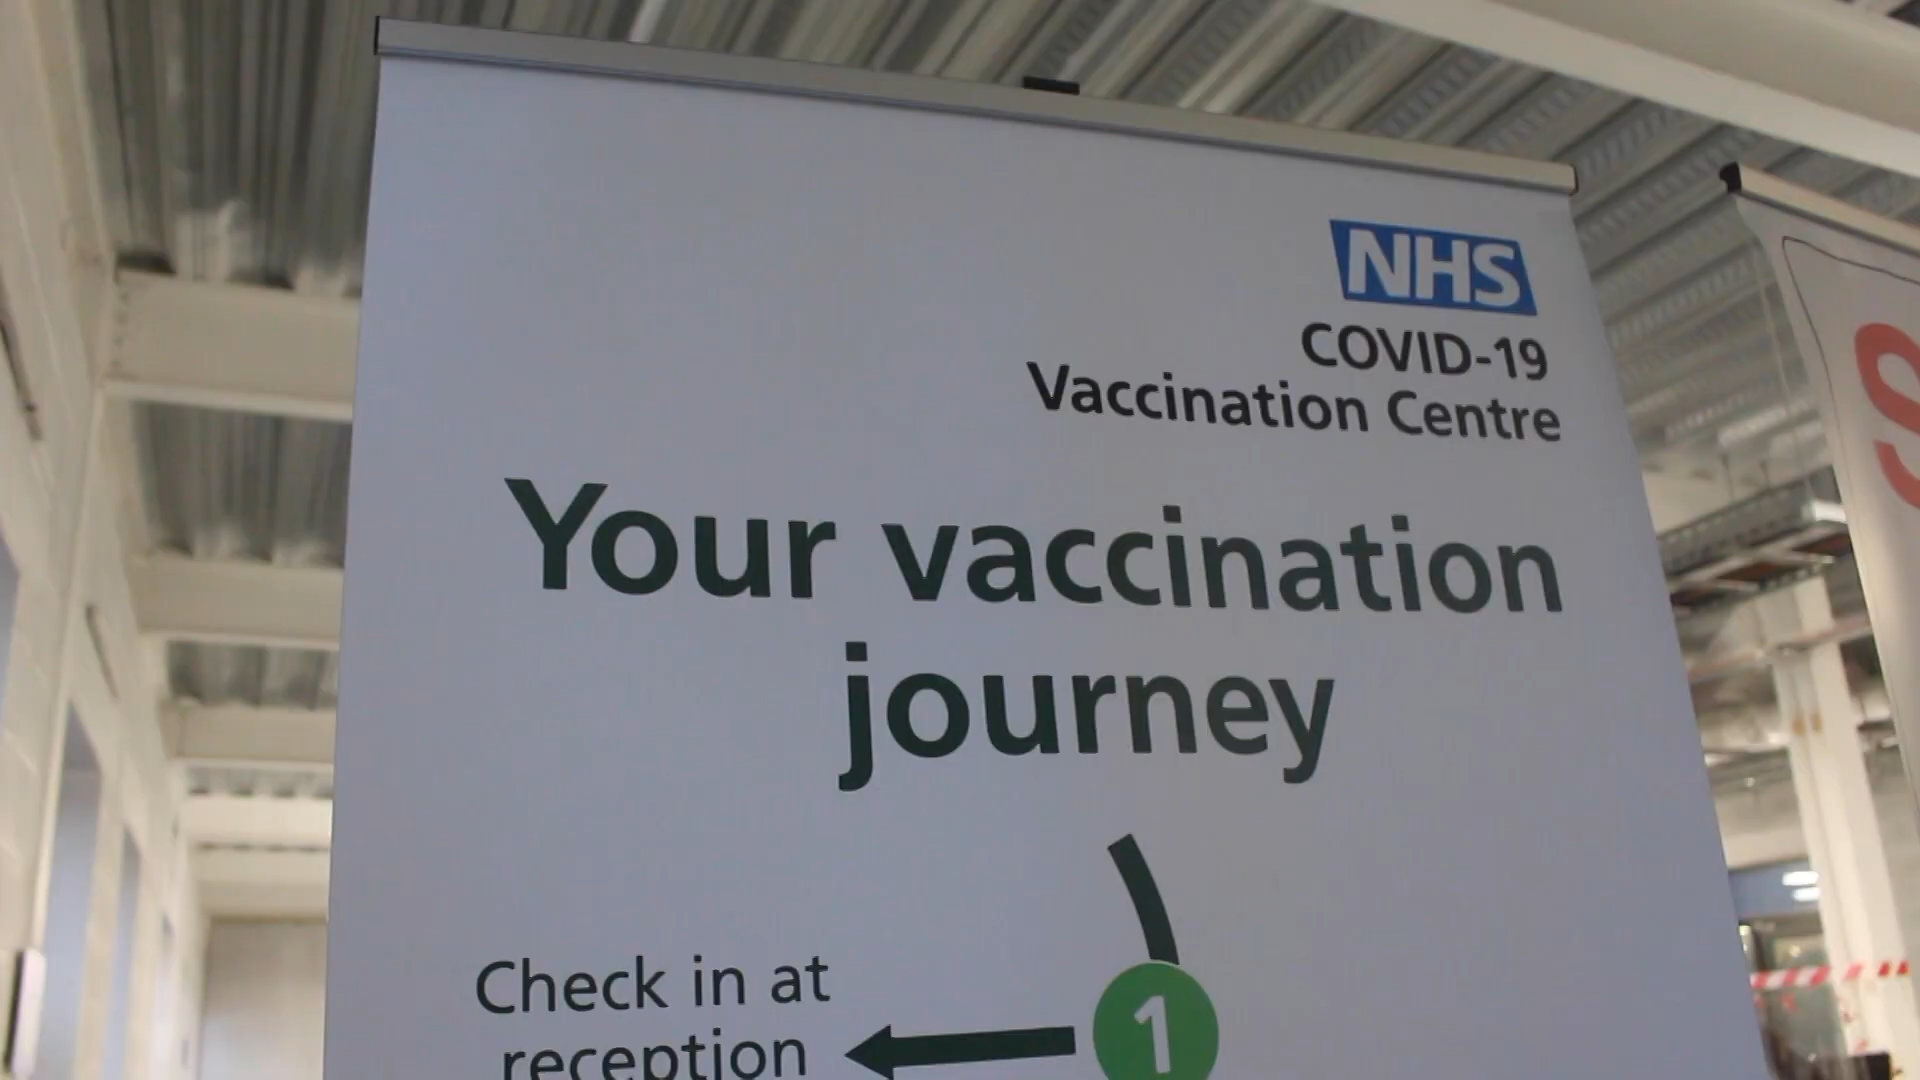 NHS
COVID-19
Vaccination Centre
Your vaccination
journey
Check in at
reception
1